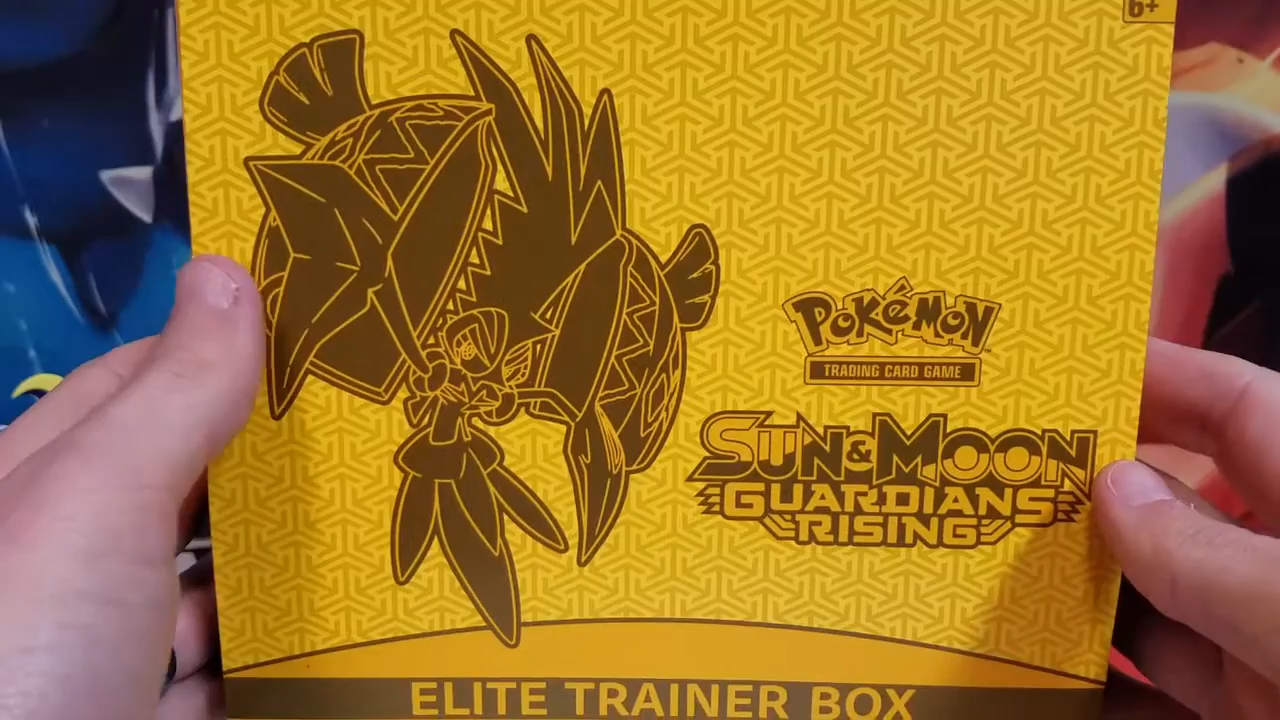 6+
POKéMON
TRADING CARD GAME
SUN & MOON
GUARDIANS
RISING
ELITE TRAINER BOX